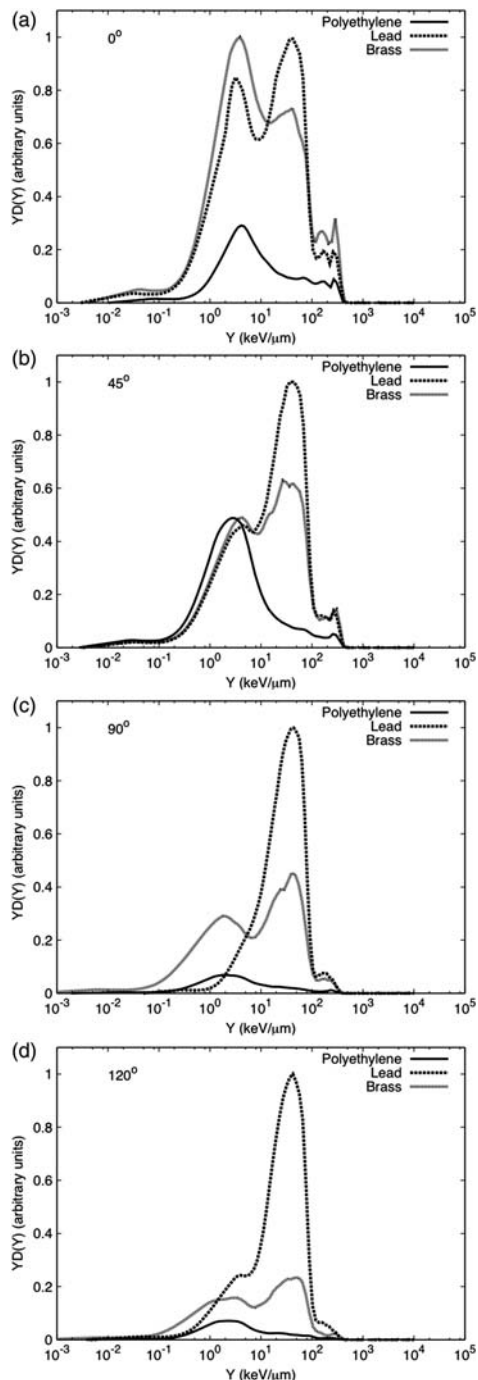 (a)
0°
Polyethylene
Lead
Brass
YD(Y) (arbitrary units)
1
0.8
0.6
0.4
0.2
0
10⁻³ 10⁻² 10⁻¹ 10⁰ 10¹ 10² 10³ 10⁴ 10⁵
Y (keV/μm)
(b)
45°
Polyethylene
Lead
Brass
YD(Y) (arbitrary units)
1
0.8
0.6
0.4
0.2
0
10⁻³ 10⁻² 10⁻¹ 10⁰ 10¹ 10² 10³ 10⁴ 10⁵
Y (keV/μm)
(c)
90°
Polyethylene
Lead
Brass
YD(Y) (arbitrary units)
1
0.8
0.6
0.4
0.2
0
10⁻³ 10⁻² 10⁻¹ 10⁰ 10¹ 10² 10³ 10⁴ 10⁵
Y (keV/μm)
(d)
120°
Polyethylene
Lead
Brass
YD(Y) (arbitrary units)
1
0.8
0.6
0.4
0.2
0
10⁻³ 10⁻² 10⁻¹ 10⁰ 10¹ 10² 10³ 10⁴ 10⁵
Y (keV/μm)